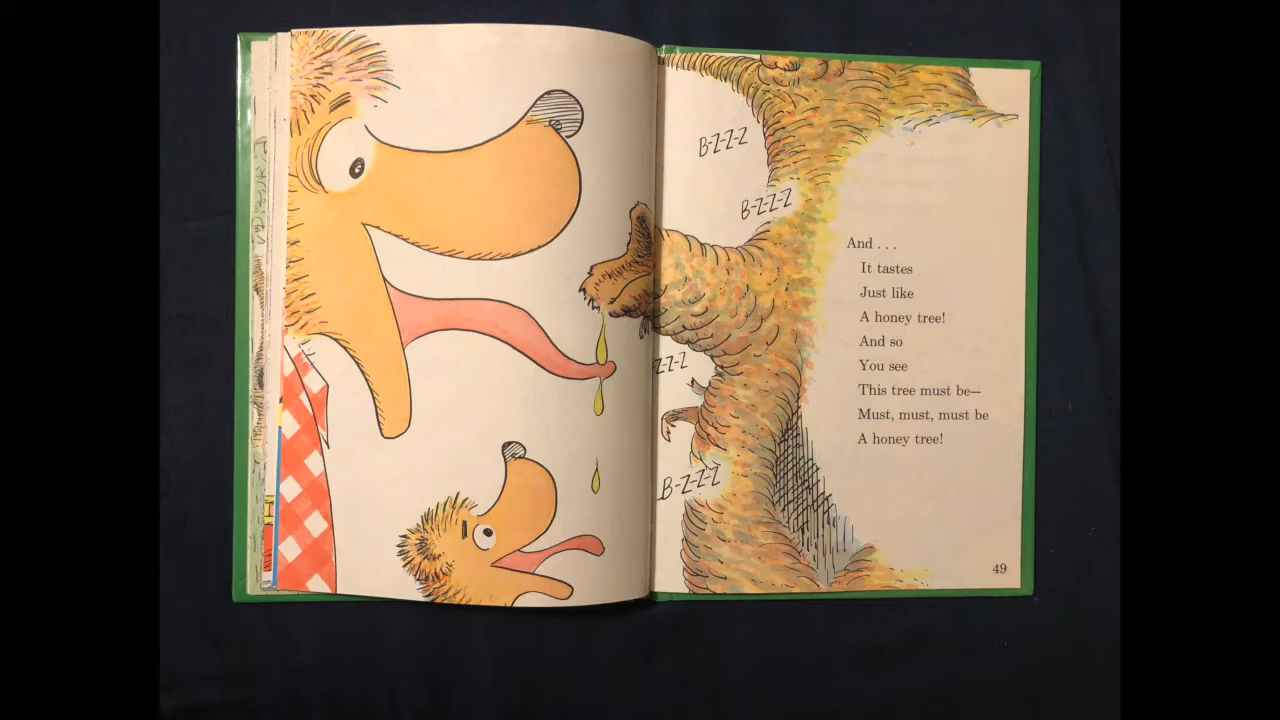 B-Z-Z-Z
B-Z-Z-Z
Z-Z-Z
B-Z-Z-Z
And . . .
It tastes
Just like
A honey tree!
And so
You see
This tree must be—
Must, must, must be
A honey tree!
49